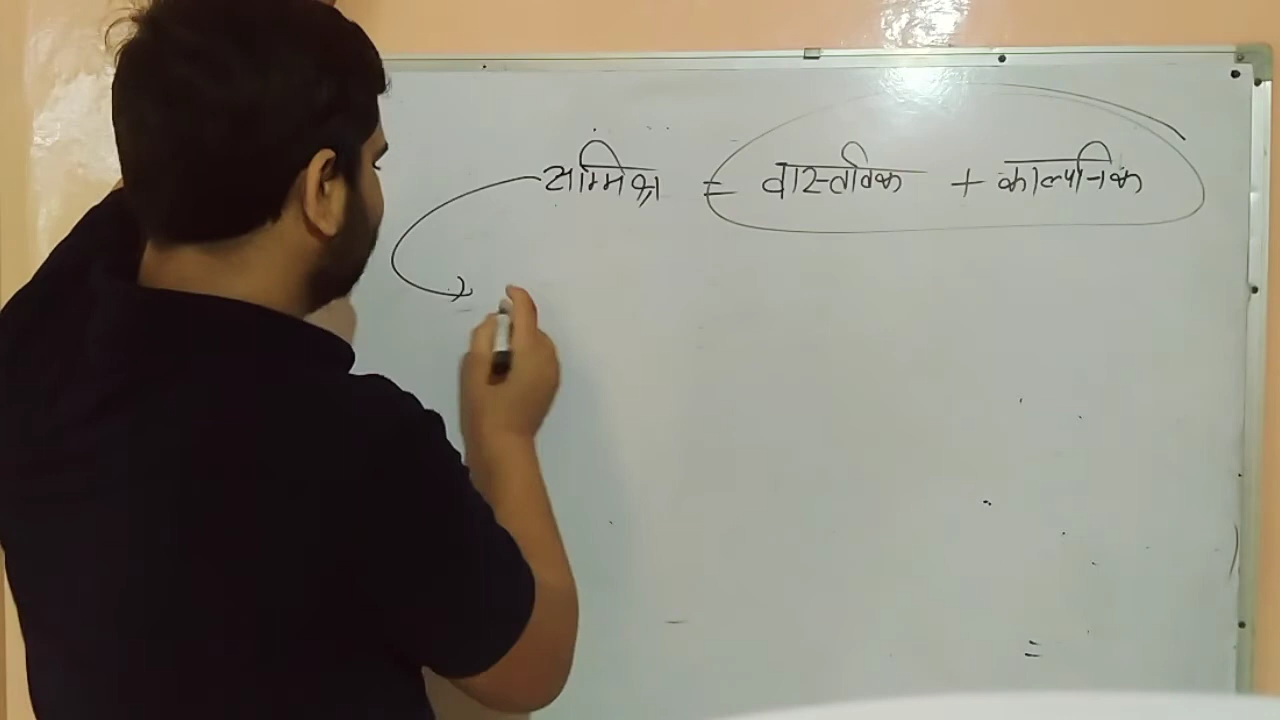 सम्मिश्र = वास्तविक + काल्पनिक